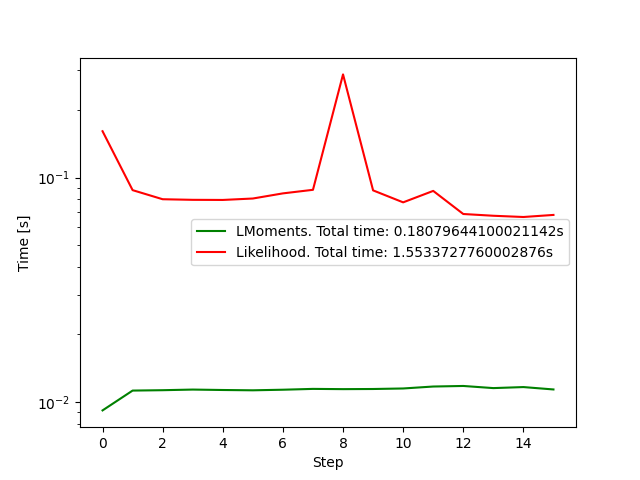 10⁻¹
10⁻²
Time [s]
LMoments. Total time: 0.18079644100021142s
Likelihood. Total time: 1.5533727760002876s
0 2 4 6 8 10 12 14
Step